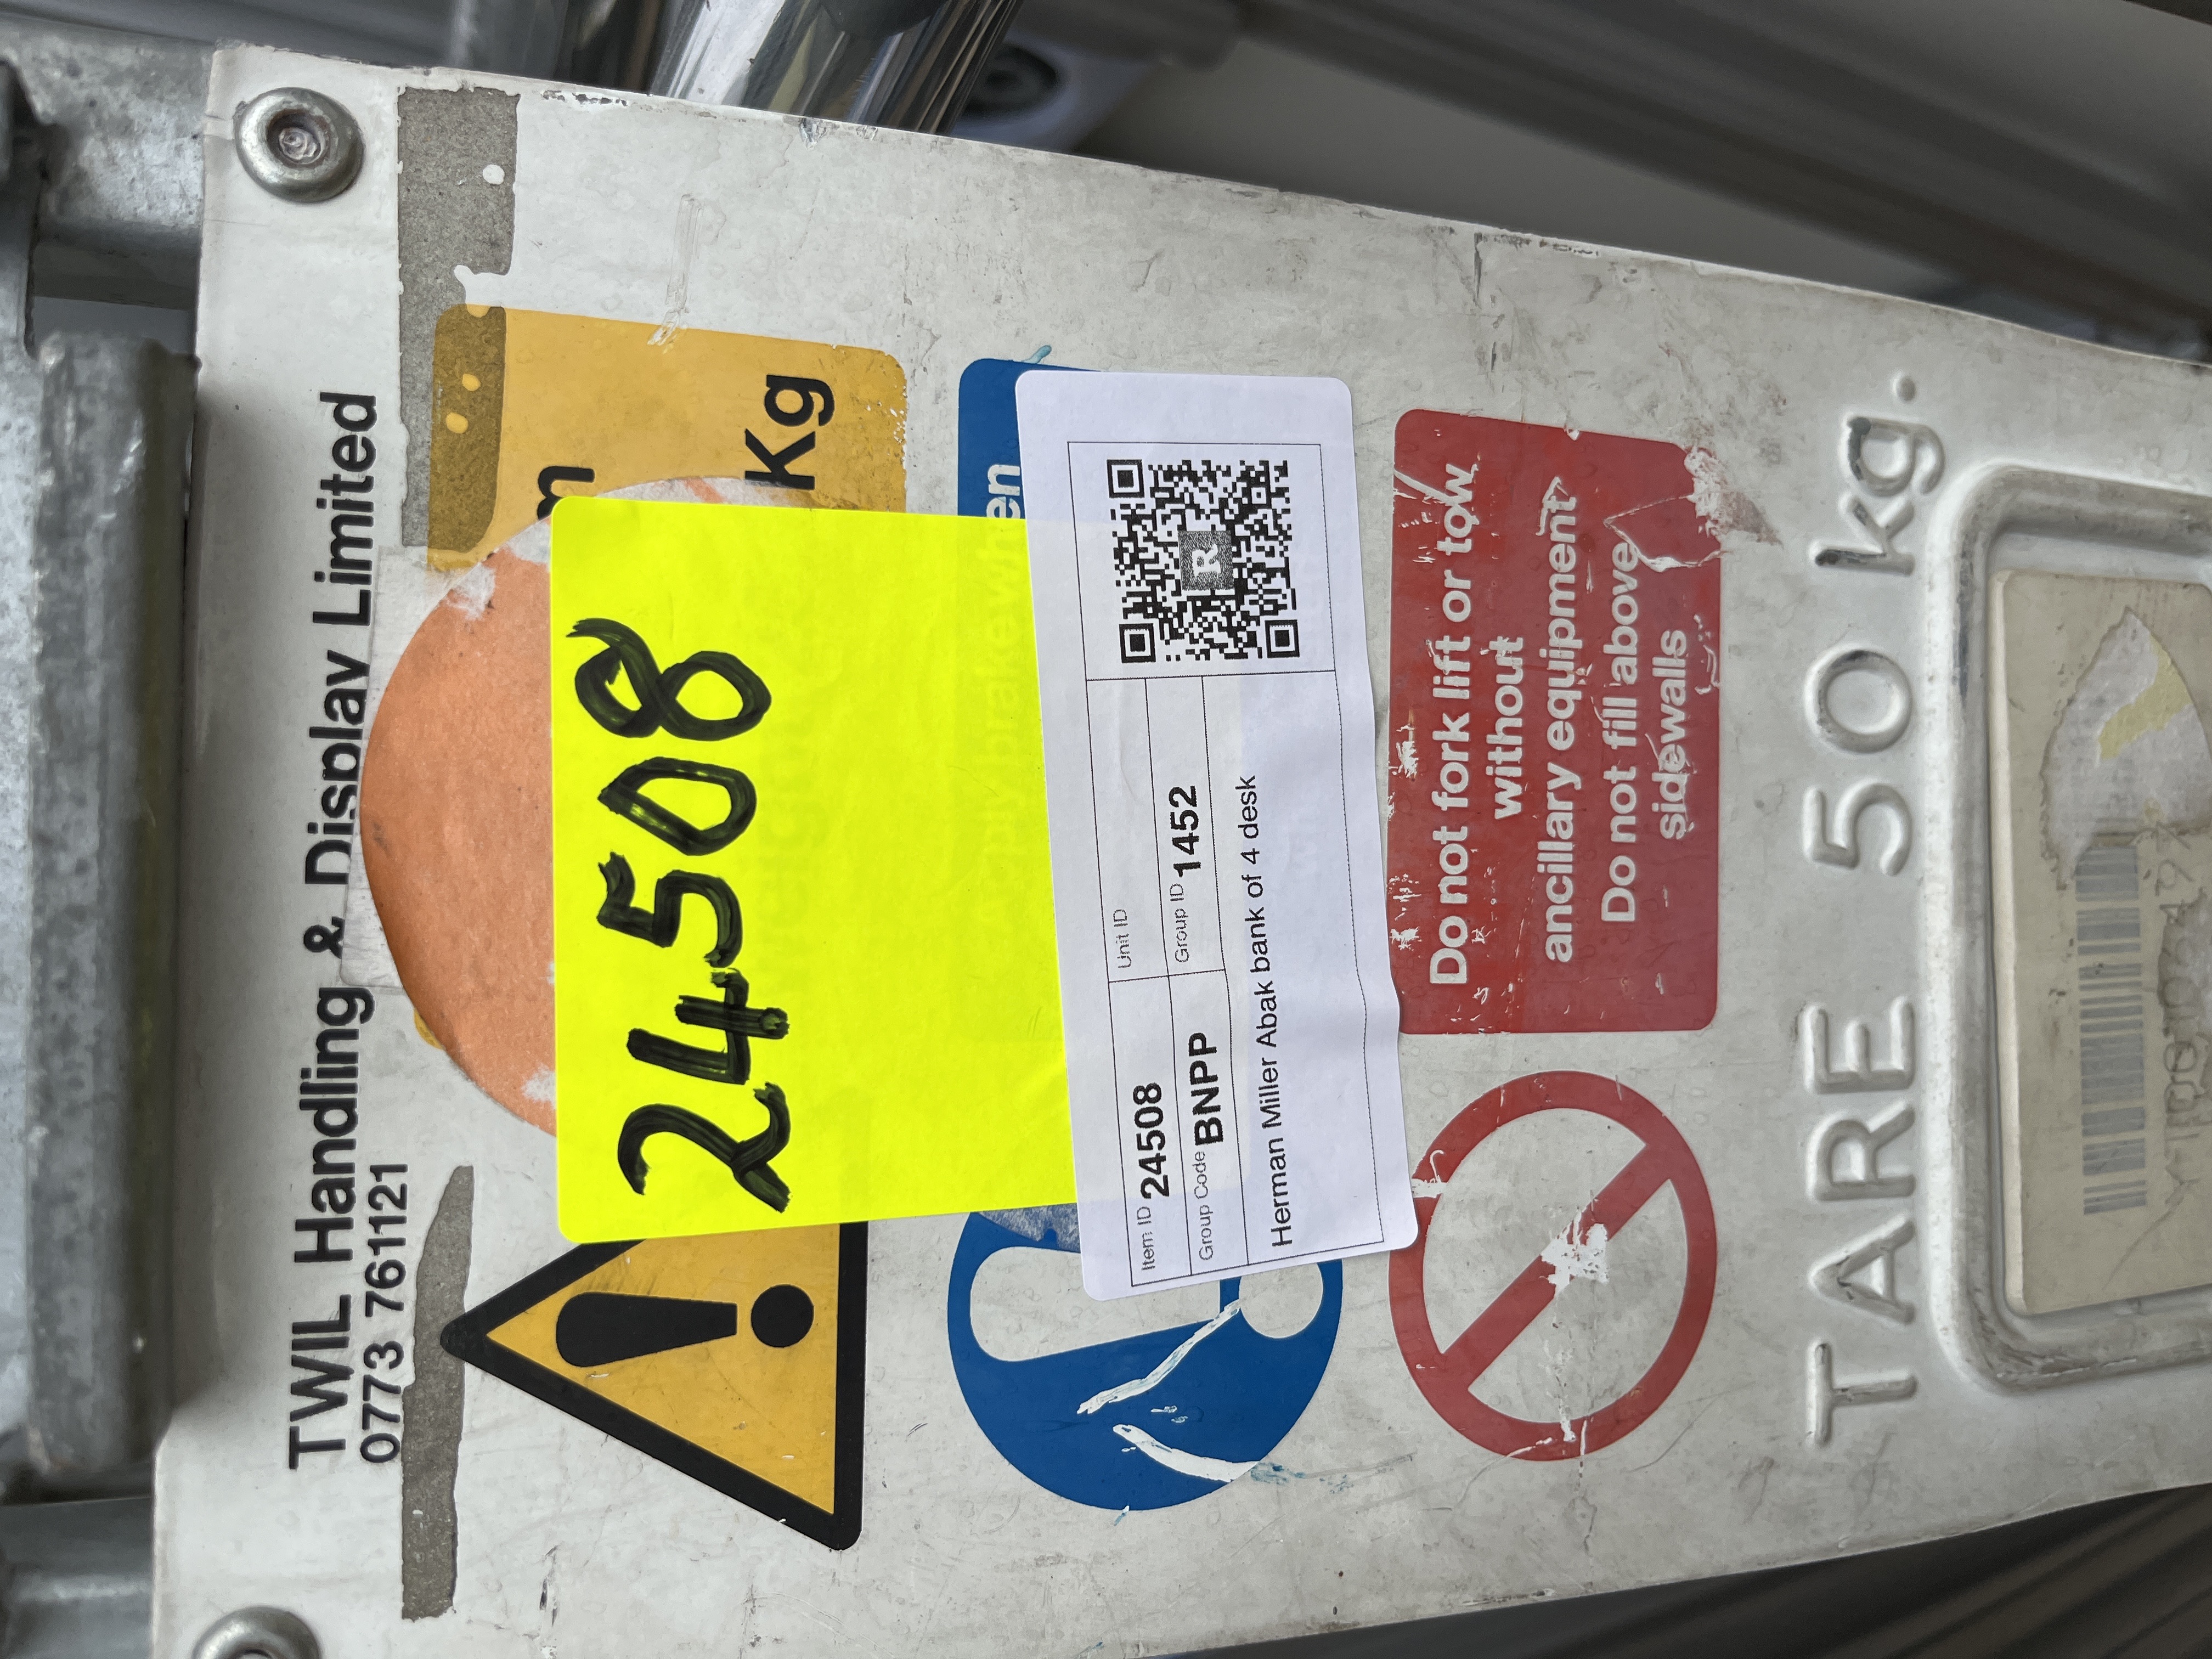 TWIL Handling & Display Limited
0773 761121
Kg
24508
Item ID 24508
Unit ID
Group Code BNPP
Group ID 1452
Herman Miller Abak bank of 4 desk
R
Do not fork lift or tow
without
ancillary equipment
Do not fill above
sidewalls
TARE 50 kg.